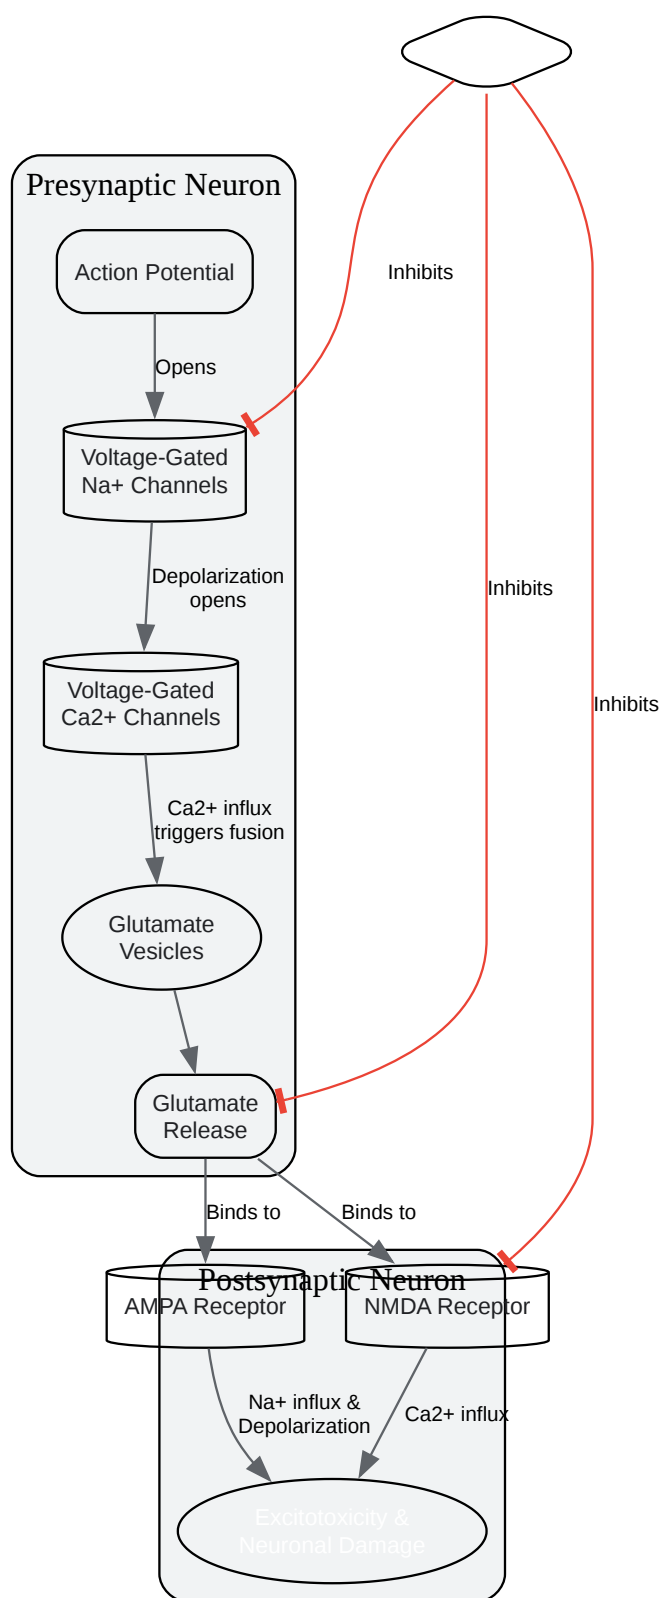 Presynaptic Neuron
Action Potential
Inhibits
Opens
Voltage-Gated
Na+ Channels
Depolarization
opens
Inhibits
Voltage-Gated
Ca2+ Channels
Inhibits
Ca2+ influx
triggers fusion
Glutamate
Vesicles
Glutamate
Release
Binds to
Binds to
Postsynaptic Neuron
AMPA Receptor
NMDA Receptor
Na+ influx &
Depolarization
Ca2+ influx
Excitotoxicity &
Neuronal Damage